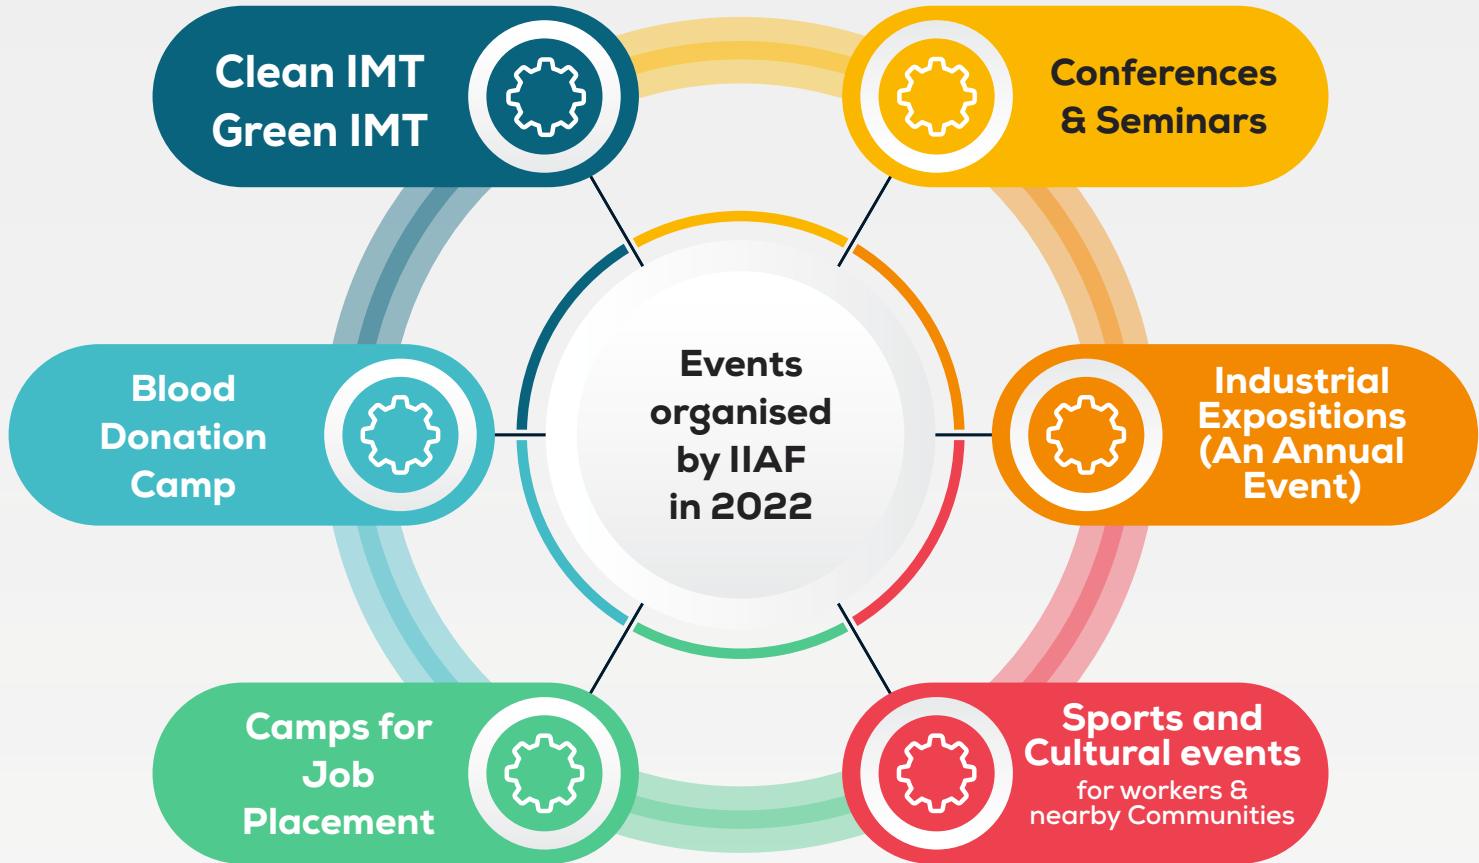 Clean IMT
Green IMT
Conferences
& Seminars
Events
organised
by IIAF
in 2022
Blood
Donation
Camp
Industrial
Expositions
(An Annual
Event)
Camps for
Job
Placement
Sports and
Cultural events
for workers &
nearby Communities